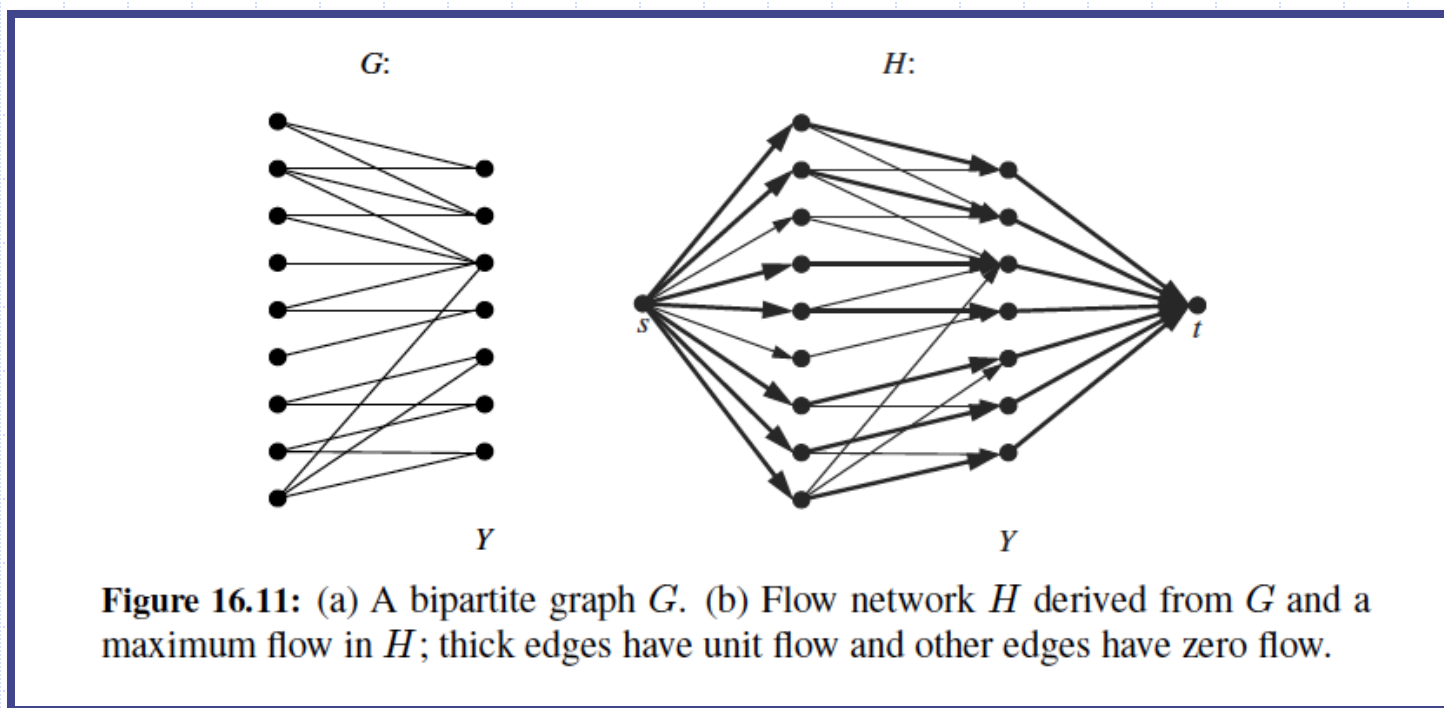 G:
H:
s
t
Y
Y
Figure 16.11: (a) A bipartite graph G. (b) Flow network H derived from G and a
maximum flow in H; thick edges have unit flow and other edges have zero flow.